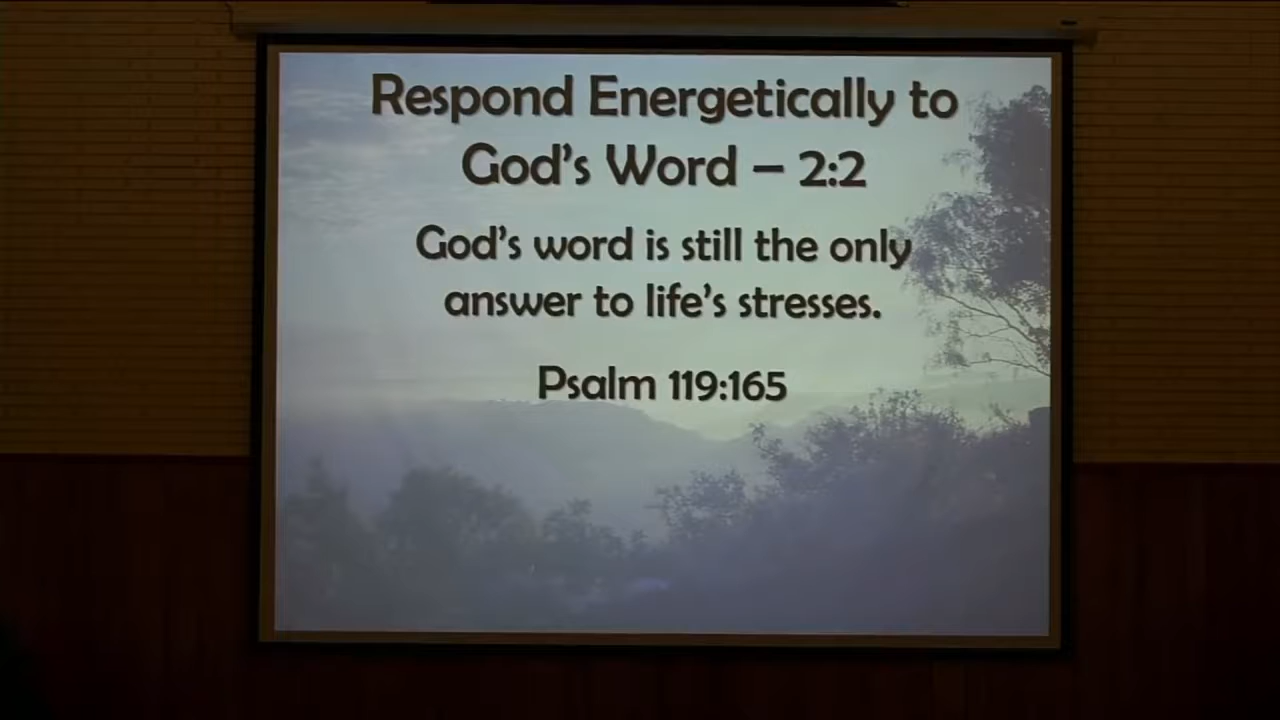 Respond Energetically to
God's Word – 2:2
God's word is still the only
answer to life's stresses.
Psalm 119:165